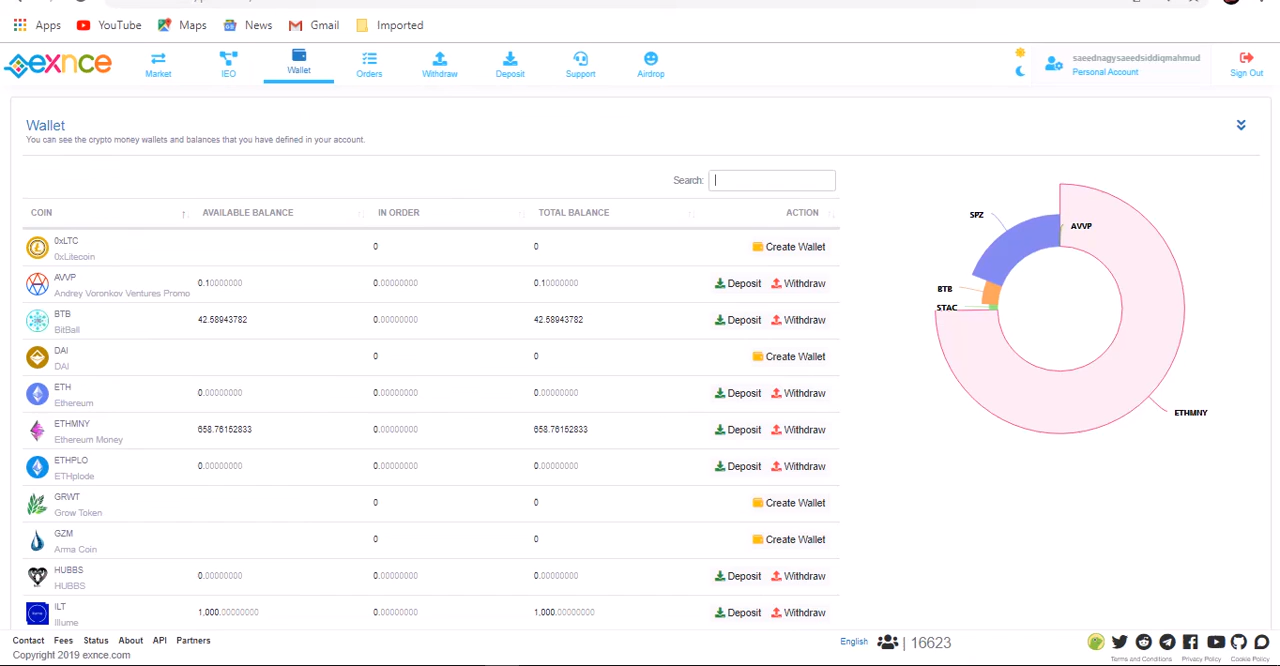 Apps YouTube Maps News Gmail Imported
exnce
Market IEO Wallet Orders Withdraw Deposit Support Airdrop
saeednagysaeedsiddiqmahmud
Personal Account
Sign Out
Wallet
You can see the crypto money wallets and balances that you have defined in your account.
Search:
COIN AVAILABLE BALANCE IN ORDER TOTAL BALANCE ACTION
0xLTC
0xLitecoin
0 0 Create Wallet
AVVP
Andrey Voronkov Ventures Promo
0.10000000 0.00000000 0.10000000 Deposit Withdraw
BTB
BitBall
42.58943782 0.00000000 42.58943782 Deposit Withdraw
DAI
DAI
0 0 Create Wallet
ETH
Ethereum
0.00000000 0.00000000 0.00000000 Deposit Withdraw
ETHMNY
Ethereum Money
658.76152833 0.00000000 658.76152833 Deposit Withdraw
ETHPLO
ETHplode
0.00000000 0.00000000 0.00000000 Deposit Withdraw
GRWT
Grow Token
0 0 Create Wallet
GZM
Arma Coin
0 0 Create Wallet
HUBBS
HUBBS
0.00000000 0.00000000 0.00000000 Deposit Withdraw
ILT
Illume
1.000.00000000 0.00000000 1.000.00000000 Deposit Withdraw
SPZ
AVVP
BTB
STAC
ETHMNY
Contact Fees Status About API Partners
Copyright 2019 exnce.com
English | 16623
Terms and Conditions Privacy Policy Cookie Policy